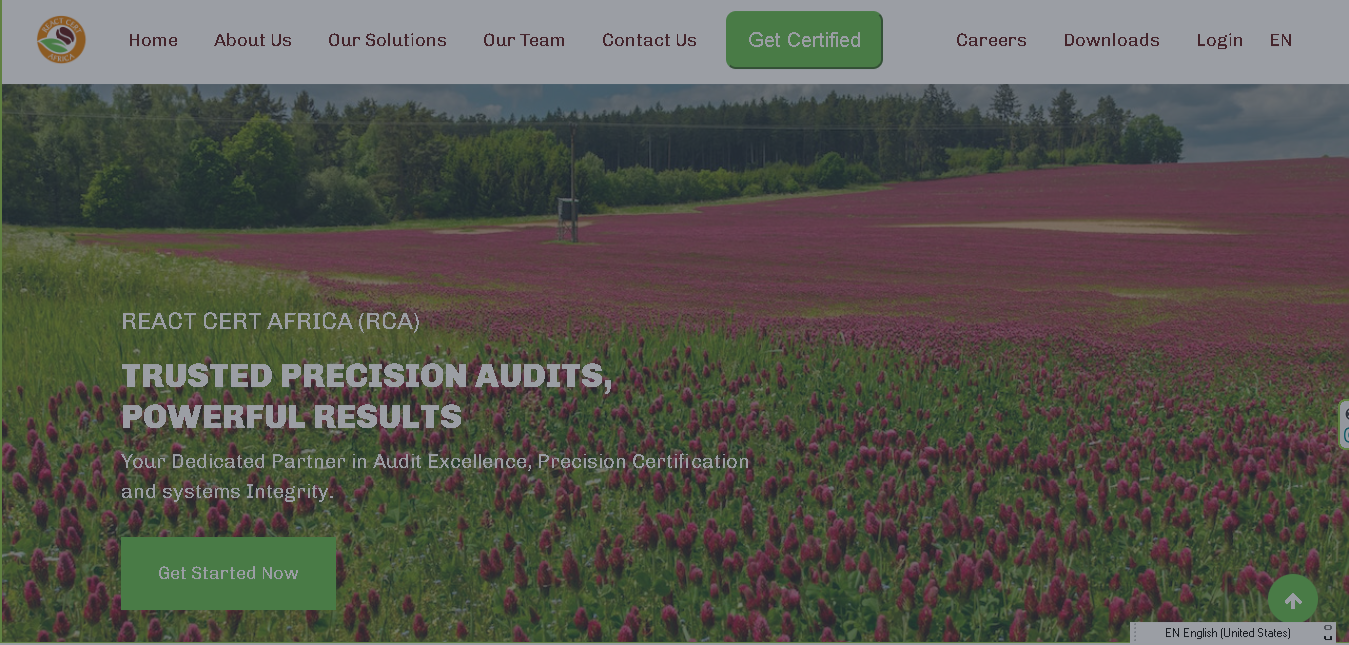 REACT CERT
AFRICA
Home
About Us
Our Solutions
Our Team
Contact Us
Get Certified
Careers
Downloads
Login
EN
REACT CERT AFRICA (RCA)
TRUSTED PRECISION AUDITS,
POWERFUL RESULTS
Your Dedicated Partner in Audit Excellence, Precision Certification
and systems Integrity.
Get Started Now
EN English (United States)